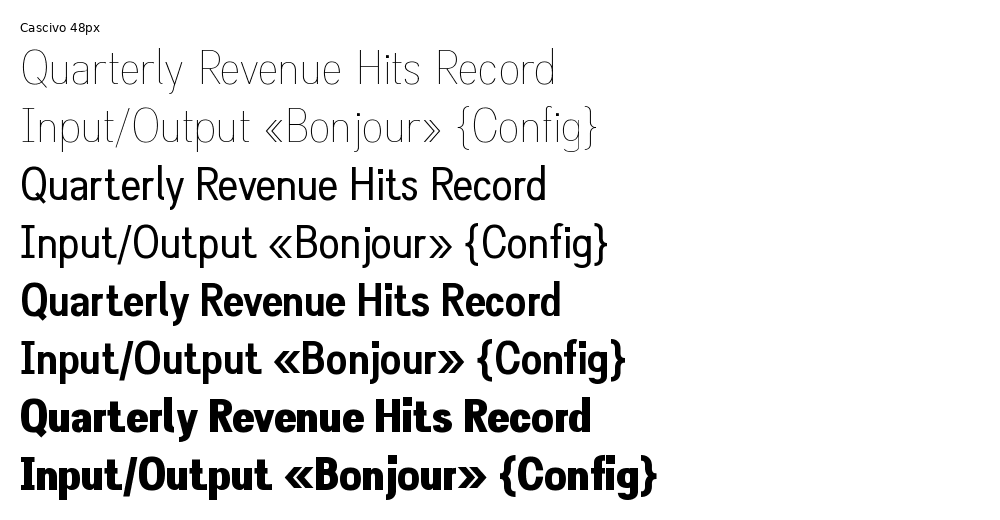 Cascivo 48px
Quarterly Revenue Hits Record
Input/Output «Bonjour» {Config}
Quarterly Revenue Hits Record
Input/Output «Bonjour» {Config}
Quarterly Revenue Hits Record
Input/Output «Bonjour» {Config}
Quarterly Revenue Hits Record
Input/Output «Bonjour» {Config}